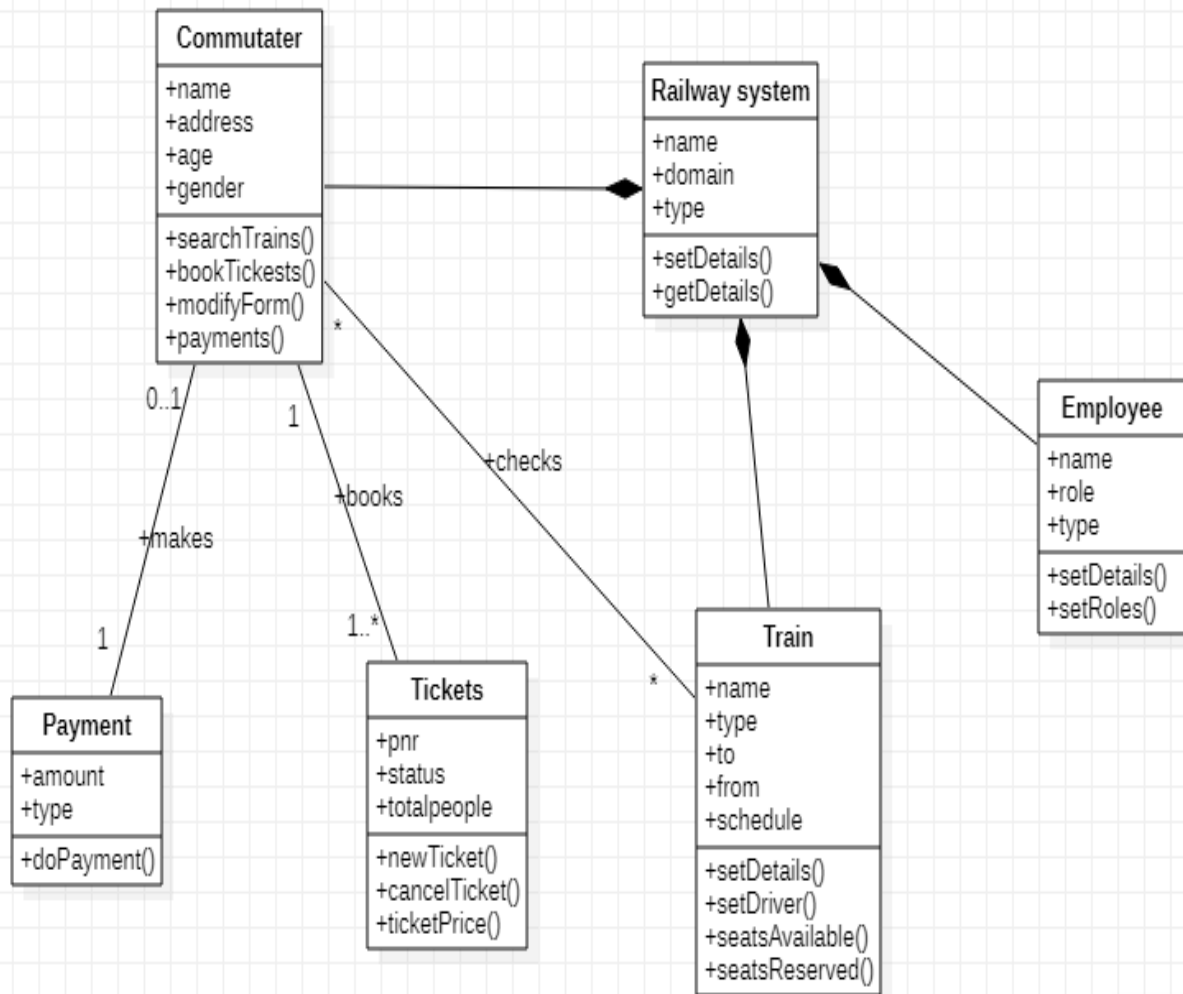 Commutater
+name
+address
+age
+gender
+searchTrains()
+bookTickests()
+modifyForm()
+payments()
Railway system
+name
+domain
+type
+setDetails()
+getDetails()
Employee
+name
+role
+type
+setDetails()
+setRoles()
*
0..1
1
+checks
+books
+makes
1..*
1
*
Payment
+amount
+type
+doPayment()
Tickets
+pnr
+status
+totalpeople
+newTicket()
+cancelTicket()
+ticketPrice()
Train
+name
+type
+to
+from
+schedule
+setDetails()
+setDriver()
+seatsAvailable()
+seatsReserved()